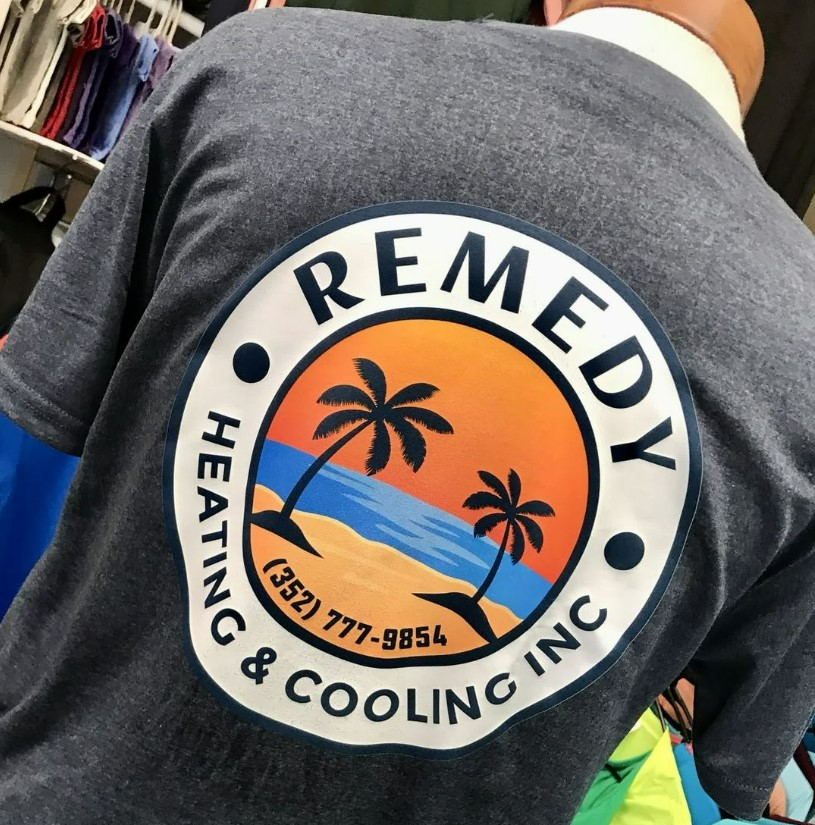 REMEDY
HEATING & COOLING INC
(352) 777-9854